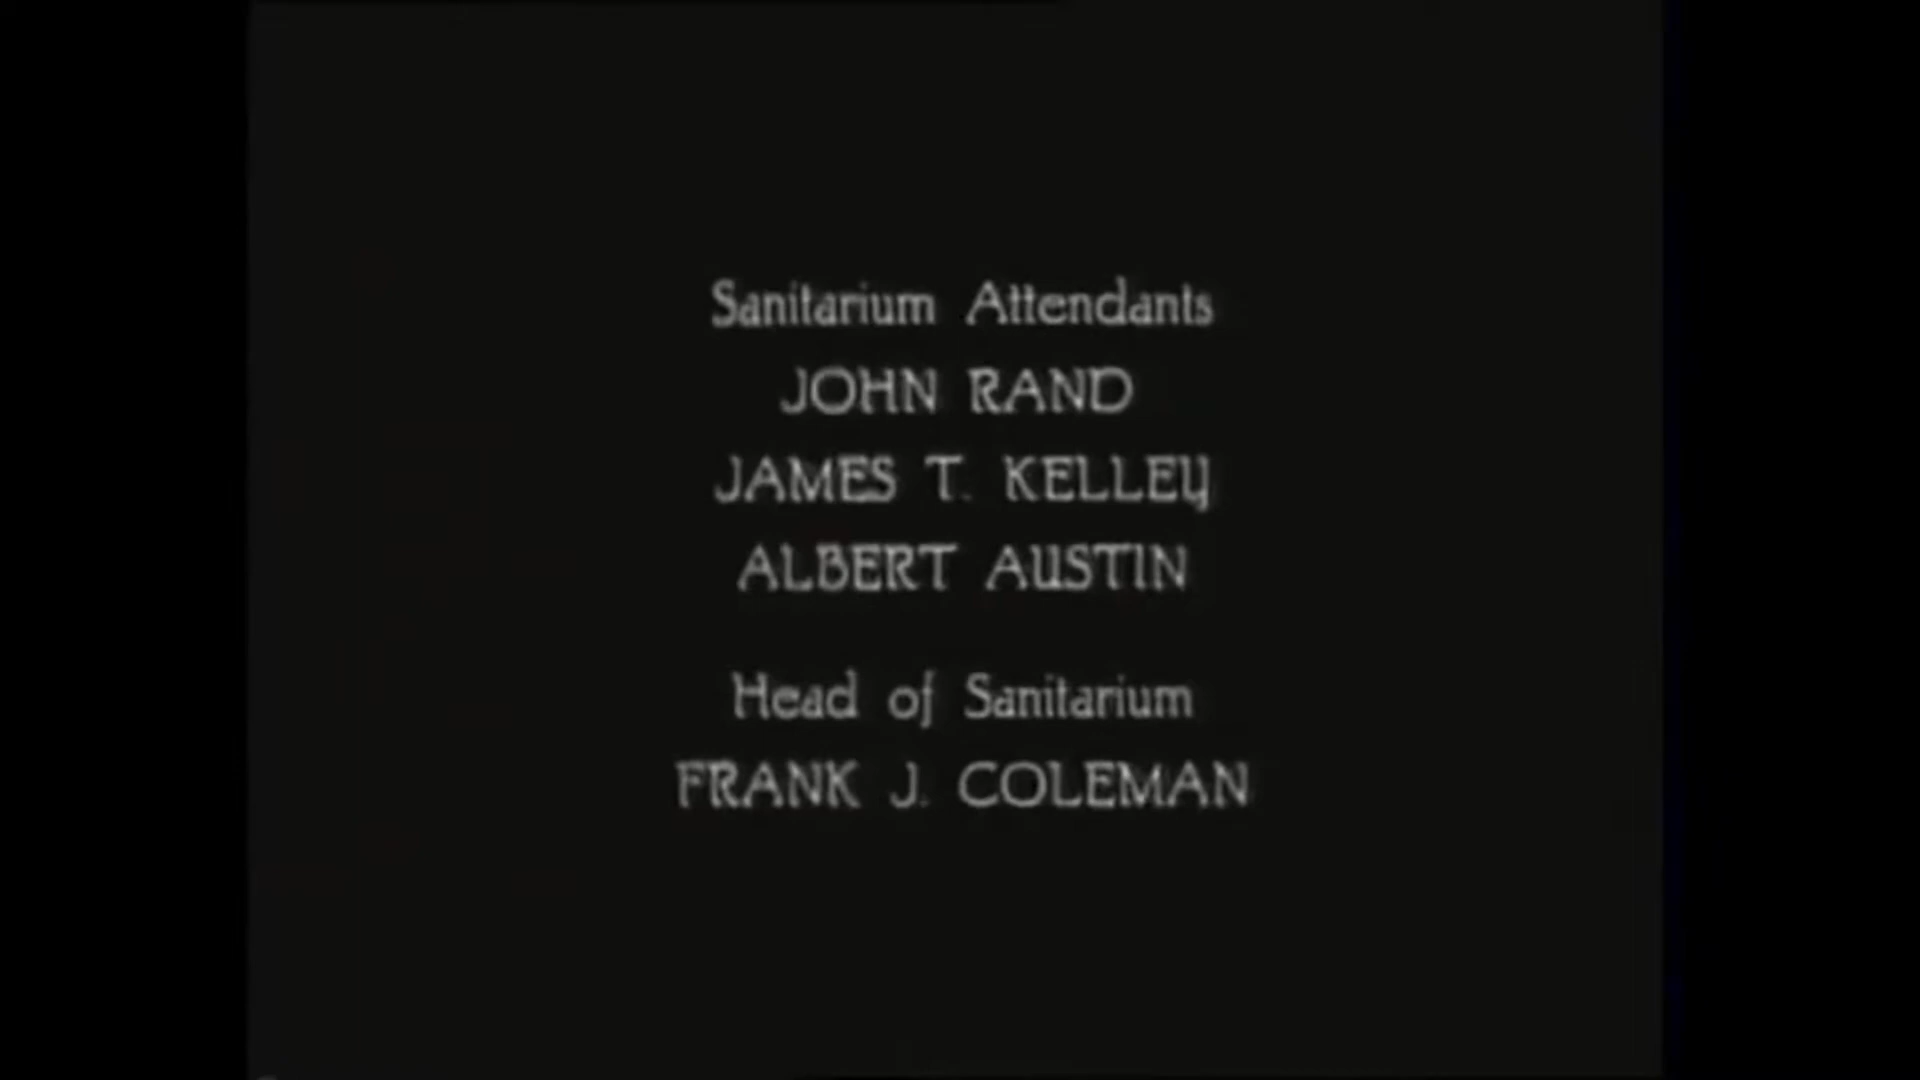 Sanitarium Attendants
JOHN RAND
JAMES T. KELLEY
ALBERT AUSTIN
Head of Sanitarium
FRANK J. COLEMAN